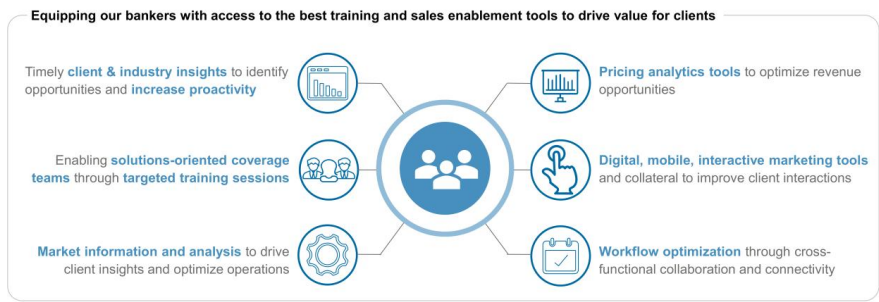 Equipping our bankers with access to the best training and sales enablement tools to drive value for clients
Timely client & industry insights to identify
opportunities and increase proactivity
Enabling solutions-oriented coverage
teams through targeted training sessions
Market information and analysis to drive
client insights and optimize operations
Pricing analytics tools to optimize revenue
opportunities
Digital, mobile, interactive marketing tools
and collateral to improve client interactions
Workflow optimization through cross-
functional collaboration and connectivity